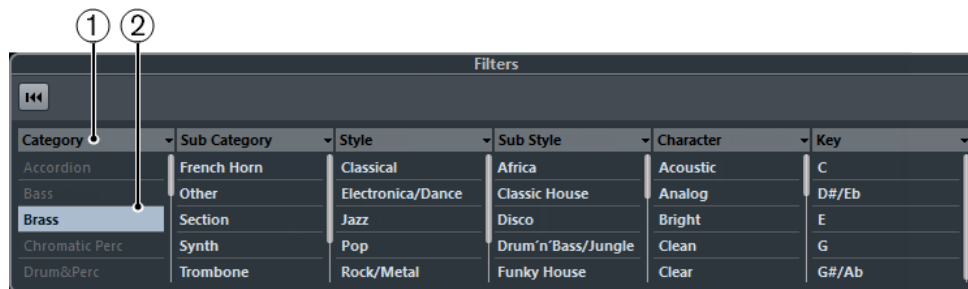 1 2
Filters
Category Sub Category Style Sub Style Character Key
Accordion French Horn Classical Africa Acoustic C
Bass Other Electronica/Dance Classic House Analog D#/Eb
Brass Section Jazz Disco Bright E
Chromatic Perc Synth Pop Drum´n´Bass/Jungle Clean G
Drum&Perc Trombone Rock/Metal Funky House Clear G#/Ab